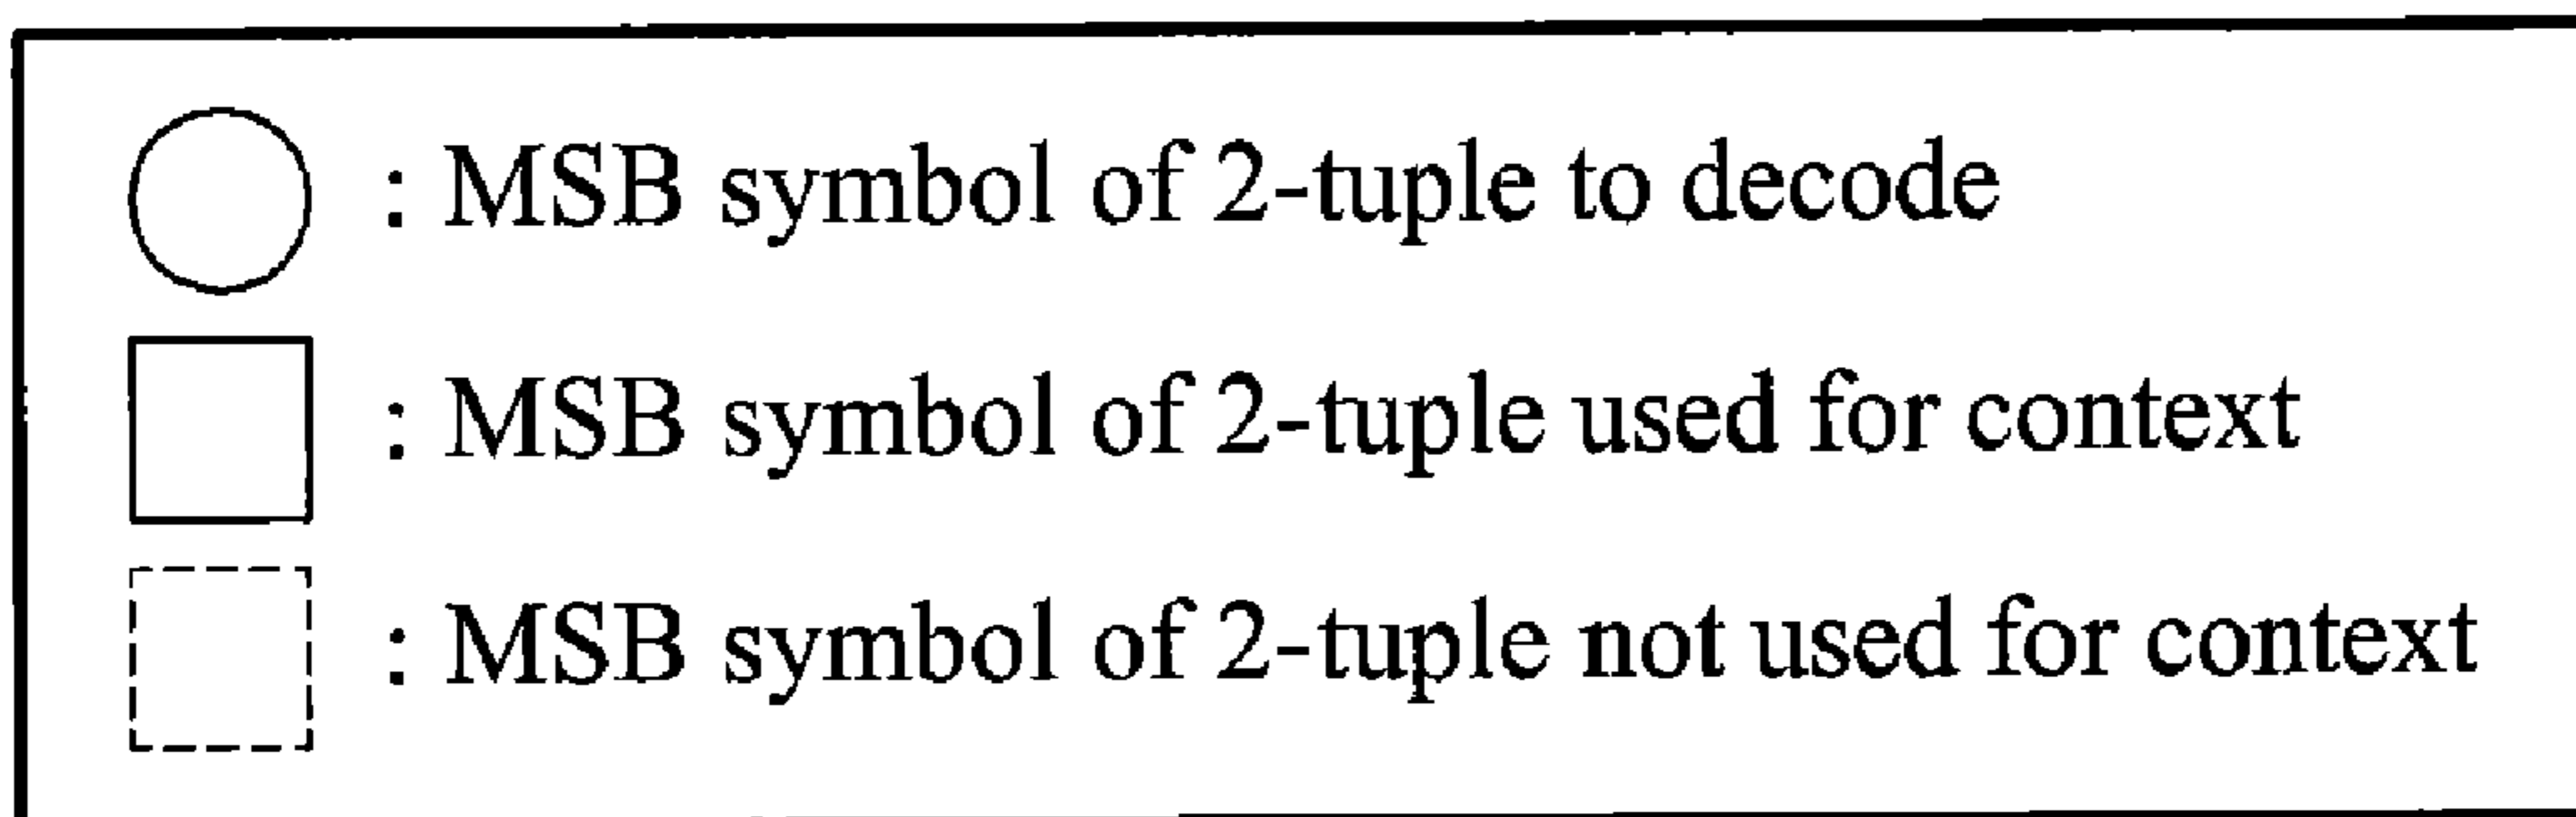 : MSB symbol of 2-tuple to decode
: MSB symbol of 2-tuple used for context
: MSB symbol of 2-tuple not used for context